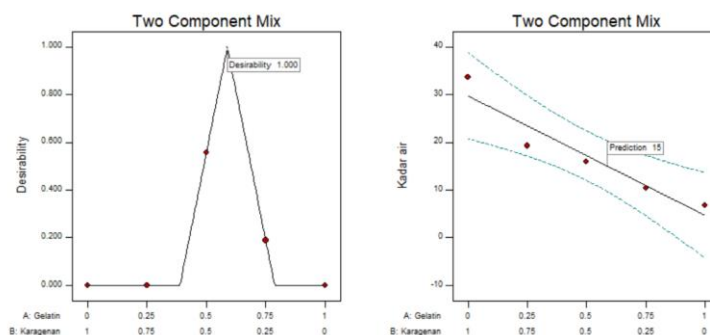 Two Component Mix
1.000
Desirability 1.000
0.800
Desirability
0.600
0.400
0.200
0.000
A: Gelatin 0 0.25 0.5 0.75 1
B: Karagenan 1 0.75 0.5 0.25 0
Two Component Mix
40
30
20
Prediction 15
Kadar air
10
0
-10
A: Gelatin 0 0.25 0.5 0.75 1
B: Karagenan 1 0.75 0.5 0.25 0